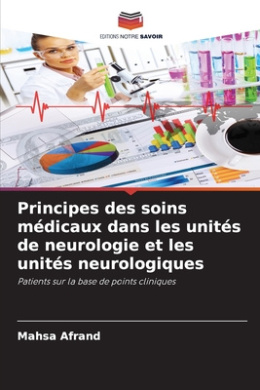 EDITIONS NOTRE SAVOIR
Principes des soins
médicaux dans les unités
de neurologie et les
unités neurologiques
Patients sur la base de points cliniques
Mahsa Afrand